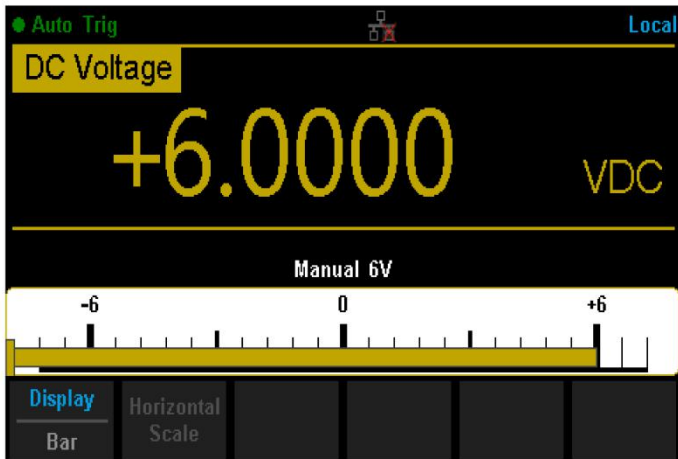 Auto Trig Local
DC Voltage
+6.0000 VDC
Manual 6V
-6 0 +6
Display Horizontal
Bar Scale